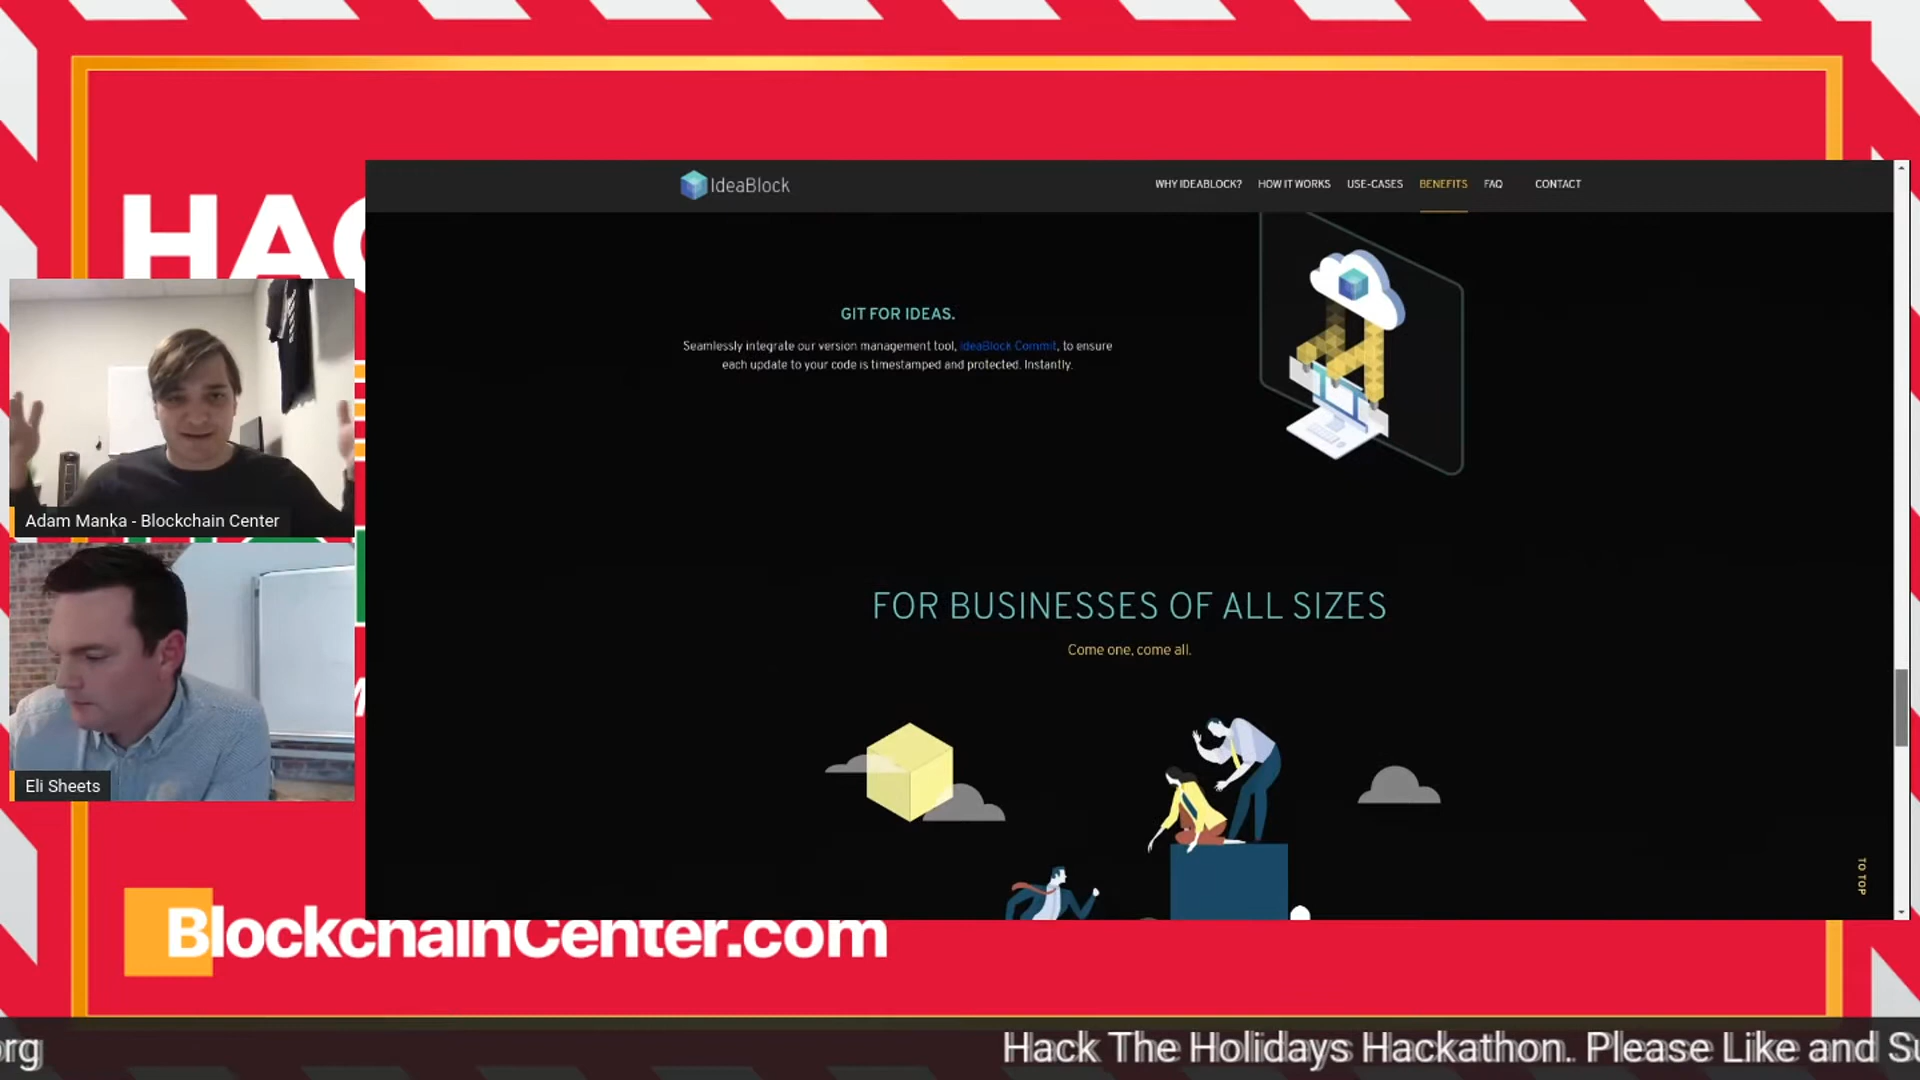 HAC
IdeaBlock
WHY IDEABLOCK? HOW IT WORKS USE-CASES BENEFITS FAQ CONTACT
GIT FOR IDEAS.
Seamlessly integrate our version management tool, IdeaBlock Commit, to ensure
each update to your code is timestamped and protected. Instantly.
Adam Manka - Blockchain Center
FOR BUSINESSES OF ALL SIZES
Come one, come all.
Eli Sheets
TO TOP
BlockchainCenter.com
org
Hack The Holidays Hackathon. Please Like and Su